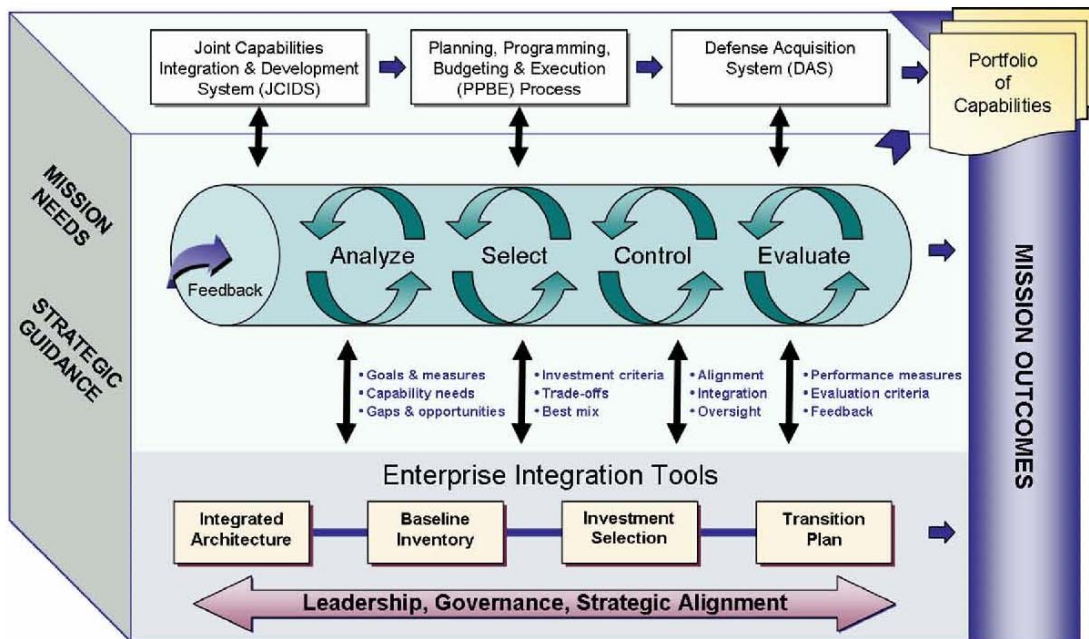 Joint Capabilities
Integration & Development
System (JCIDS)
Planning, Programming,
Budgeting & Execution
(PPBE) Process
Defense Acquisition
System (DAS)
Portfolio
of
Capabilities
MISSION
NEEDS
STRATEGIC
GUIDANCE
Feedback
Analyze
Select
Control
Evaluate
• Goals & measures
• Capability needs
• Gaps & opportunities
• Investment criteria
• Trade-offs
• Best mix
• Alignment
• Integration
• Oversight
• Performance measures
• Evaluation criteria
• Feedback
MISSION OUTCOMES
Enterprise Integration Tools
Integrated
Architecture
Baseline
Inventory
Investment
Selection
Transition
Plan
Leadership, Governance, Strategic Alignment